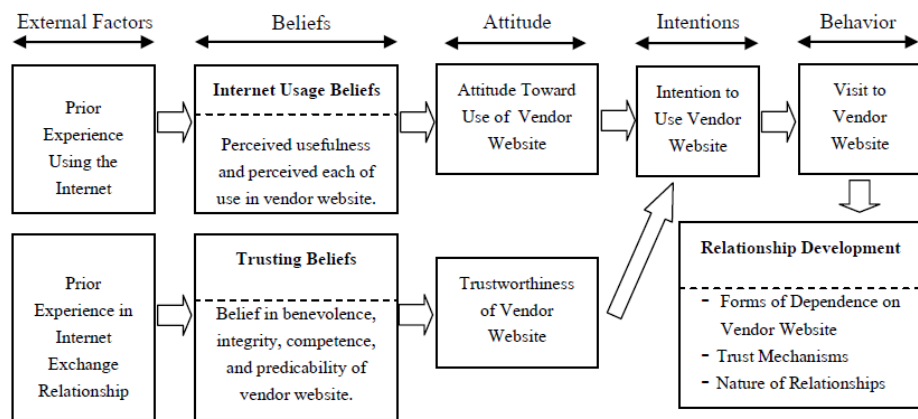 External Factors
Beliefs
Attitude
Intentions
Behavior
Prior
Experience
Using the
Internet
Internet Usage Beliefs
Perceived usefulness
and perceived each of
use in vendor website.
Attitude Toward
Use of Vendor
Website
Intention to
Use Vendor
Website
Visit to
Vendor
Website
Prior
Experience in
Internet
Exchange
Relationship
Trusting Beliefs
Belief in benevolence,
integrity, competence,
and predicability of
vendor website.
Trustworthiness
of Vendor
Website
Relationship Development
- Forms of Dependence on
Vendor Website
- Trust Mechanisms
- Nature of Relationships